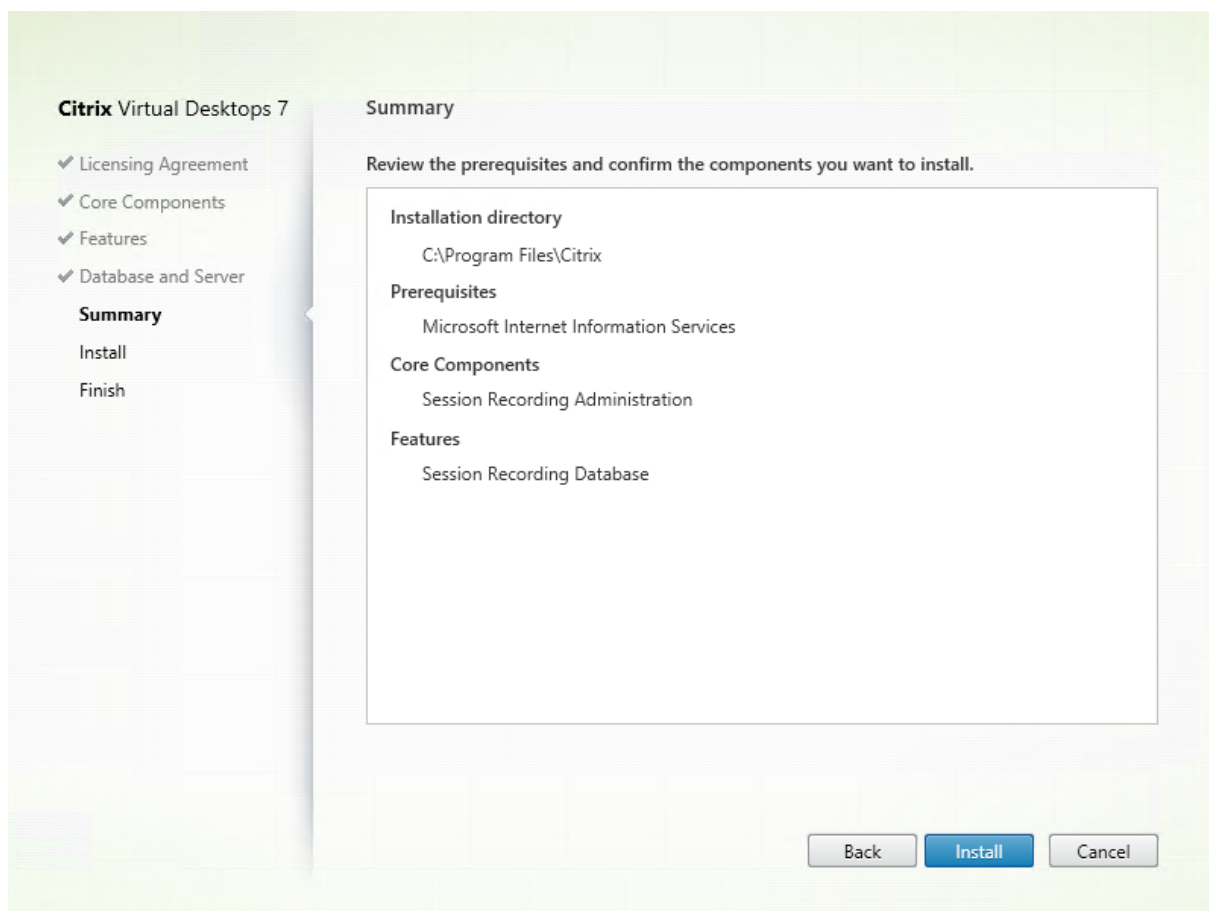 Citrix Virtual Desktops 7
Licensing Agreement
Core Components
Features
Database and Server
Summary
Install
Finish
Summary
Review the prerequisites and confirm the components you want to install.
Installation directory
C:\Program Files\Citrix
Prerequisites
Microsoft Internet Information Services
Core Components
Session Recording Administration
Features
Session Recording Database
Back
Install
Cancel